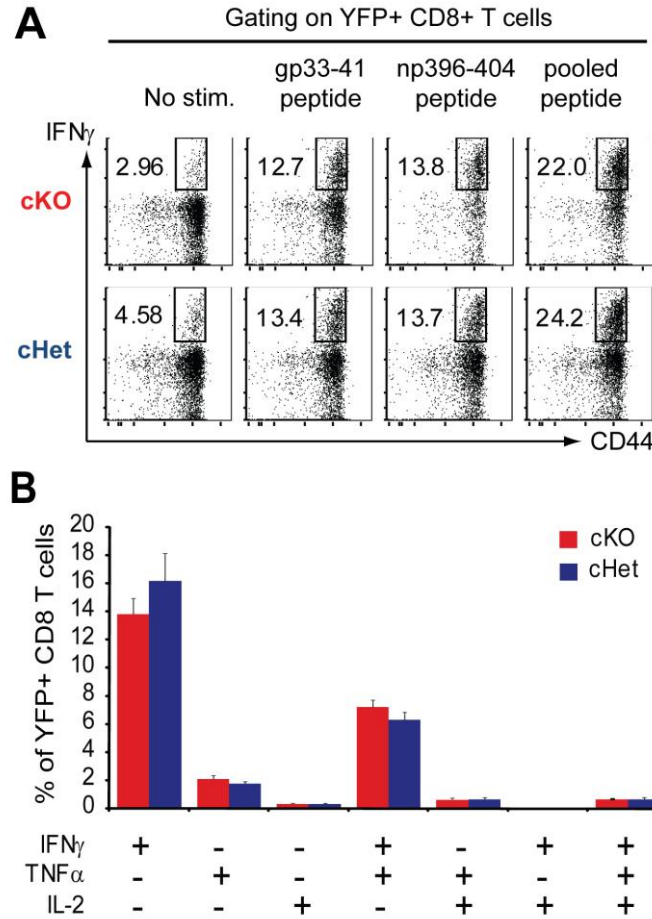 A
Gating on YFP+ CD8+ T cells
gp33-41 np396-404 pooled
No stim. peptide peptide peptide
IFNγ
2.96 12.7 13.8 22.0
cKO
4.58 13.4 13.7 24.2
cHet
CD44
B
% of YFP+ CD8 T cells
20
18
16
14
12
10
8
6
4
2
0
cKO
cHet
IFNγ + - - + - + +
TNFα - + - + + - +
IL-2 - - + - + + +